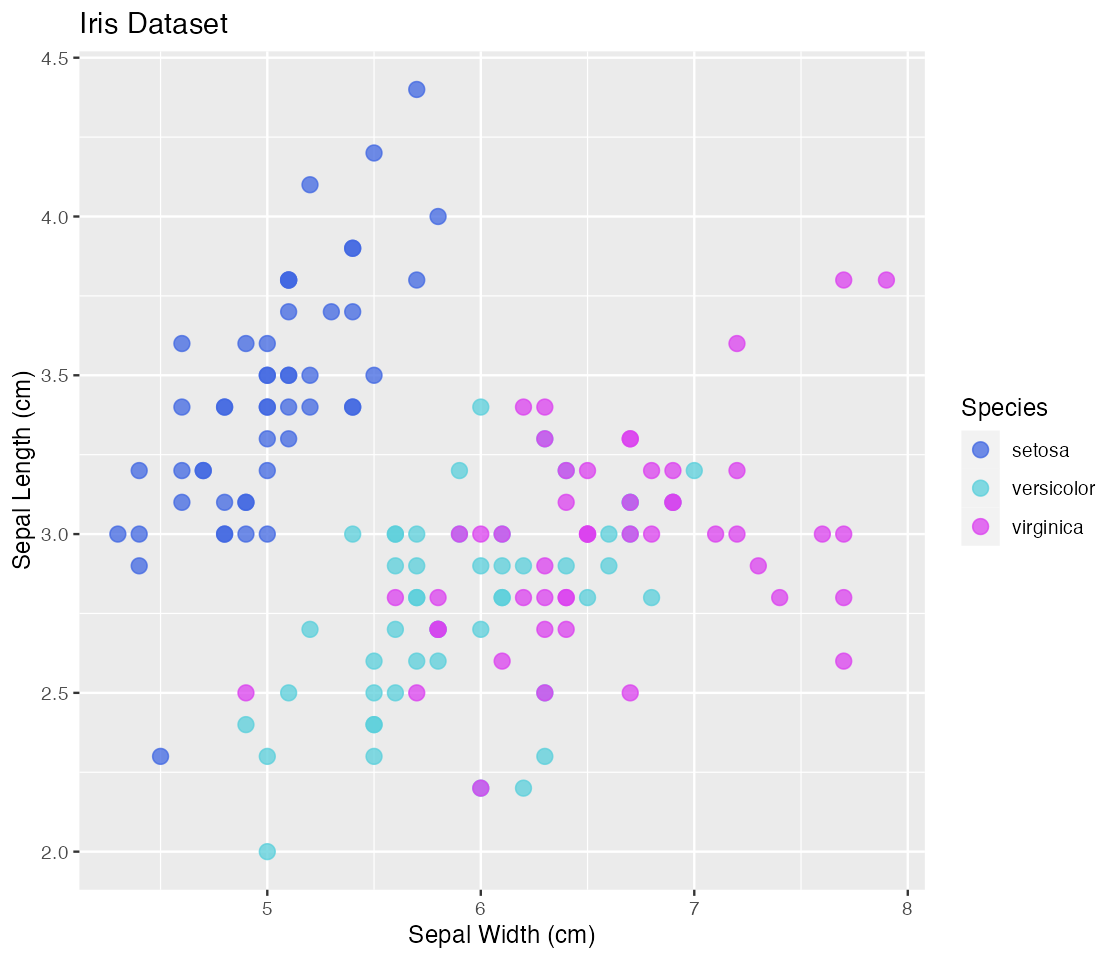 Iris Dataset
4.5
4.0
3.5
3.0
2.5
2.0
Sepal Length (cm)
5
6
7
8
Sepal Width (cm)
Species
setosa
versicolor
virginica